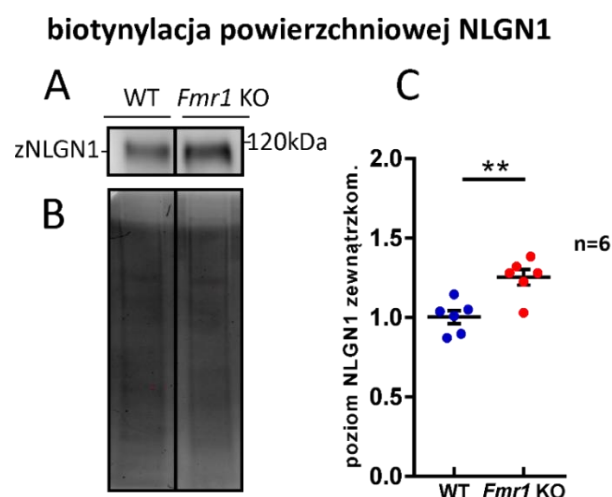 biotynylacja powierzchniowej NLGN1
A
WT Fmr1 KO
zNLGN1
120kDa
B
C
poziom NLGN1 zewnątrzkom.
2.0
1.5
1.0
0.5
0.0
**
n=6
WT Fmr1 KO